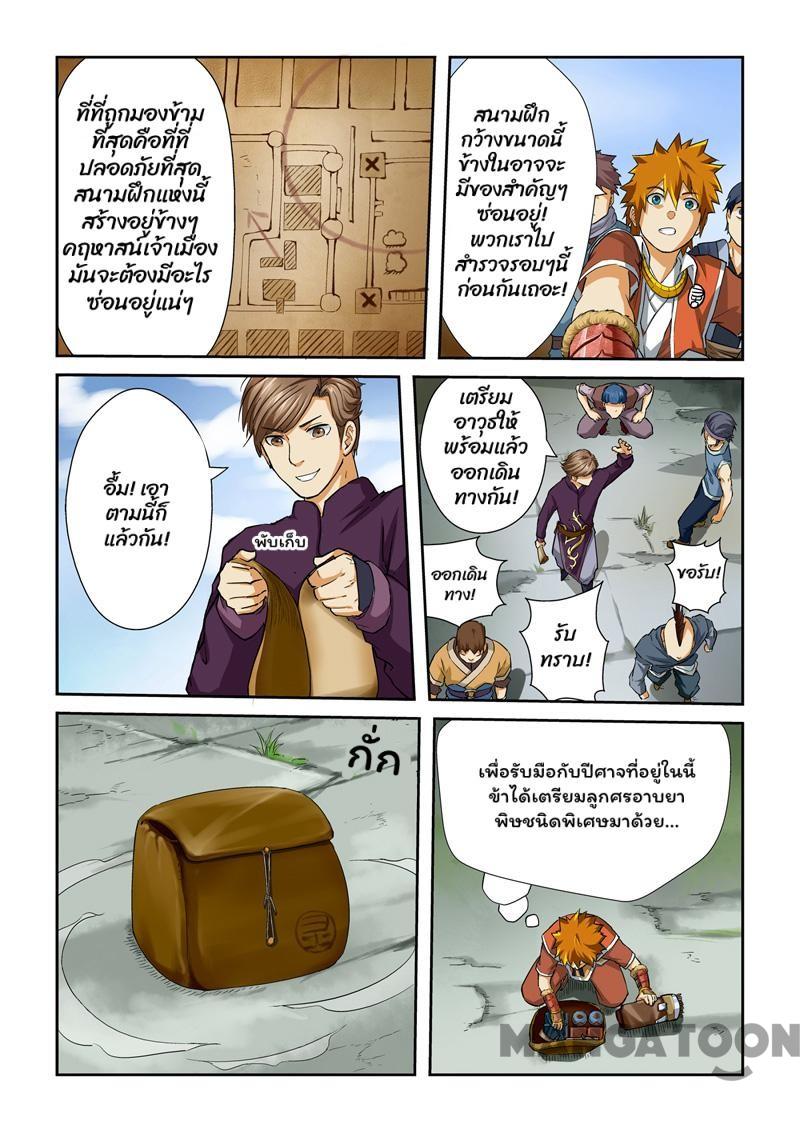 ที่ที่ถูกมองข้าม
ที่สุดคือที่ที่
ปลอดภัยที่สุด
สนามฝึกแห่งนี้
สร้างอยู่ข้างๆ
คฤหาสน์เจ้าเมือง
มันจะต้องมีอะไร
ซ่อนอยู่แน่ๆ
สนามฝึก
กว้างขนาดนี้
ข้างในอาจจะ
มีของสำคัญๆ
ซ่อนอยู่!
พวกเราไป
สำรวจรอบๆนี้
ก่อนกันเถอะ!
อื้ม! เอา
ตามนี้ก็
แล้วกัน!
พับเก็บ
เตรียม
อาวุธให้
พร้อมแล้ว
ออกเดิน
ทางกัน!
ออกเดิน
ทาง!
รับ
ทราบ!
ขอรับ!
กั่ก
เพื่อรับมือกับปีศาจที่อยู่ในนี้
ข้าได้เตรียมลูกศรอาบยา
พิษชนิดพิเศษมาด้วย...
MANGATOON